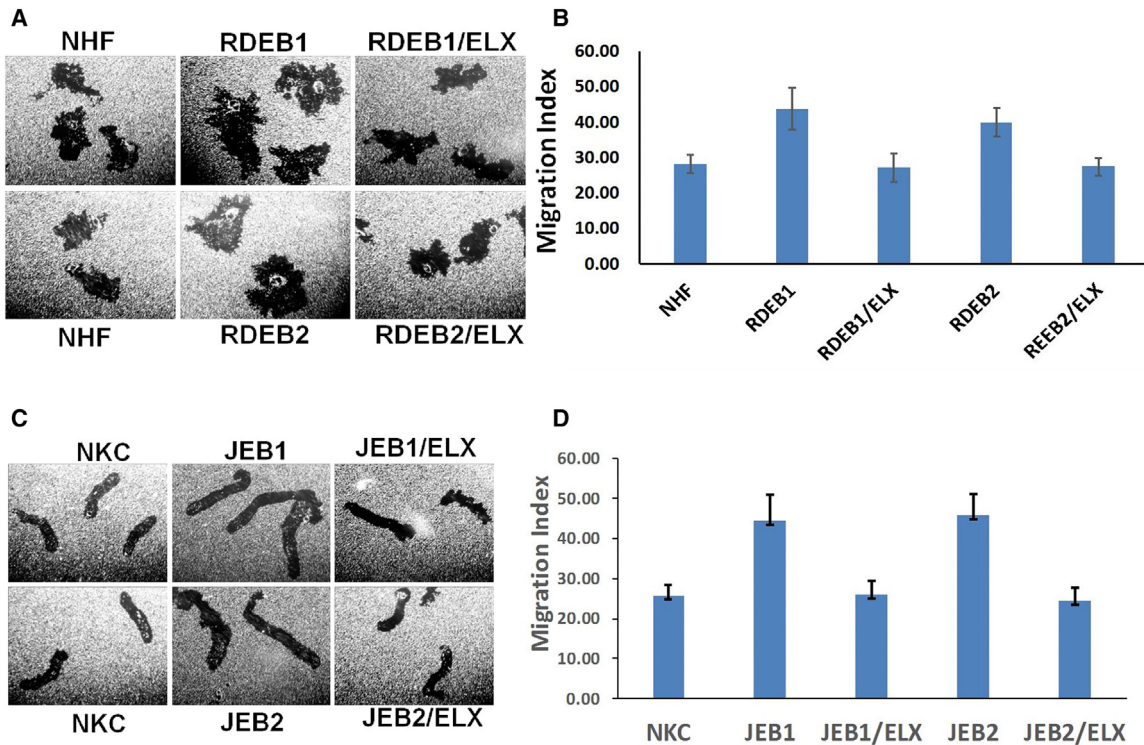 A
NHF RDEB1 RDEB1/ELX
NHF RDEB2 RDEB2/ELX
B
Migration Index
60.00
50.00
40.00
30.00
20.00
10.00
0.00
NHF RDEB1 RDEB1/ELX RDEB2 REEB2/ELX
C
NKC JEB1 JEB1/ELX
NKC JEB2 JEB2/ELX
D
Migration Index
60.00
50.00
40.00
30.00
20.00
10.00
0.00
NKC JEB1 JEB1/ELX JEB2 JEB2/ELX